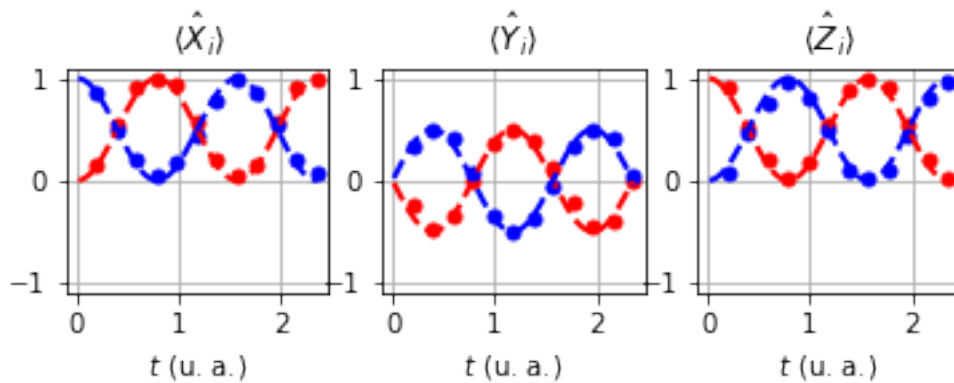 ⟨X̂ᵢ⟩ ⟨Ŷᵢ⟩ ⟨Ẑᵢ⟩
1 1 1
0 0 0
−1 −1 −1
0 1 2 0 1 2 0 1 2
t (u. a.) t (u. a.) t (u. a.)